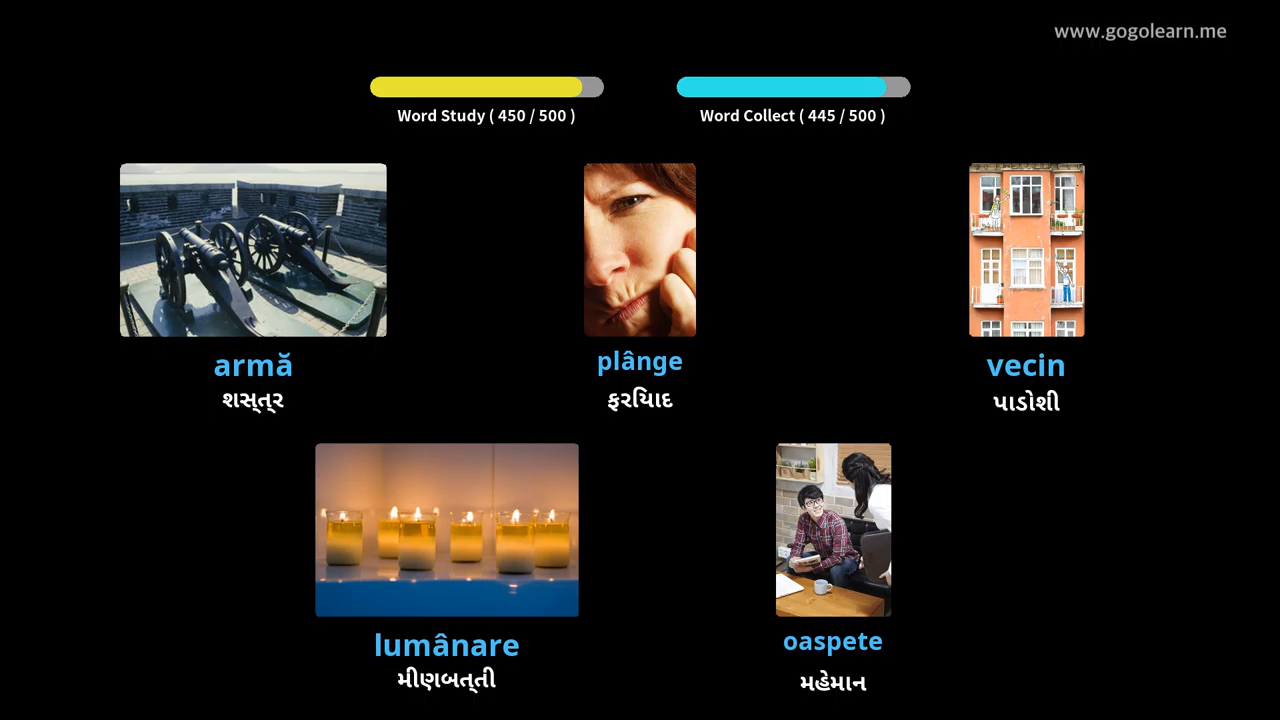 www.gogolearn.me
Word Study ( 450 / 500 )
Word Collect ( 445 / 500 )
armă
શસ્ત્ર
plânge
ફરિયાદ
vecin
પાડોશી
lumânare
મીણબત્તી
oaspete
મહેમાન